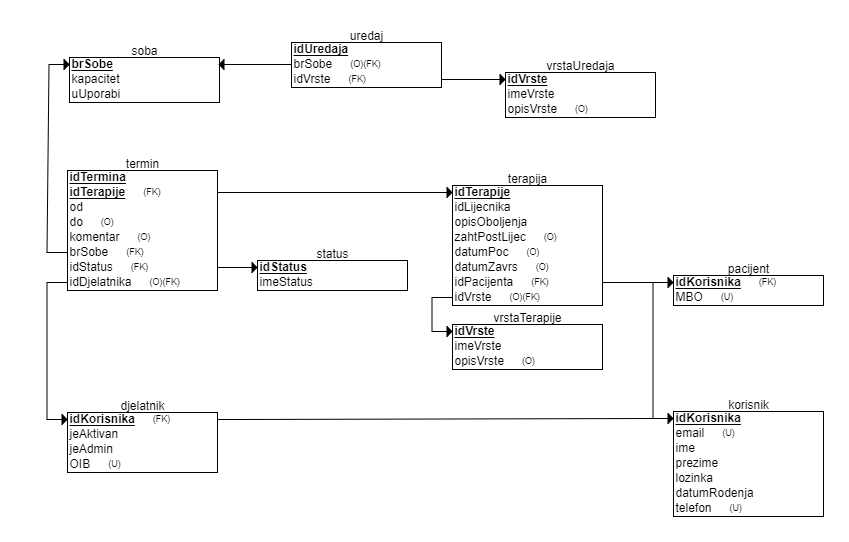 uredaj
idUredaja
brSobe (O)(FK)
idVrste (FK)
soba
brSobe
kapacitet
uUporabi
vrstaUredaja
idVrste
imeVrste
opisVrste (O)
termin
idTermina
idTerapije (FK)
od
do (O)
komentar (O)
brSobe (FK)
idStatus (FK)
idDjelatnika (O)(FK)
terapija
idTerapije
idLijecnika
opisOboljenja
zahtPostLijec (O)
datumPoc (O)
datumZavrs (O)
idPacijenta (FK)
idVrste (O)(FK)
status
idStatus
imeStatus
pacijent
idKorisnika (FK)
MBO (U)
vrstaTerapije
idVrste
imeVrste
opisVrste (O)
djelatnik
idKorisnika (FK)
jeAktivan
jeAdmin
OIB (U)
korisnik
idKorisnika
email (U)
ime
prezime
lozinka
datumRodenja
telefon (U)